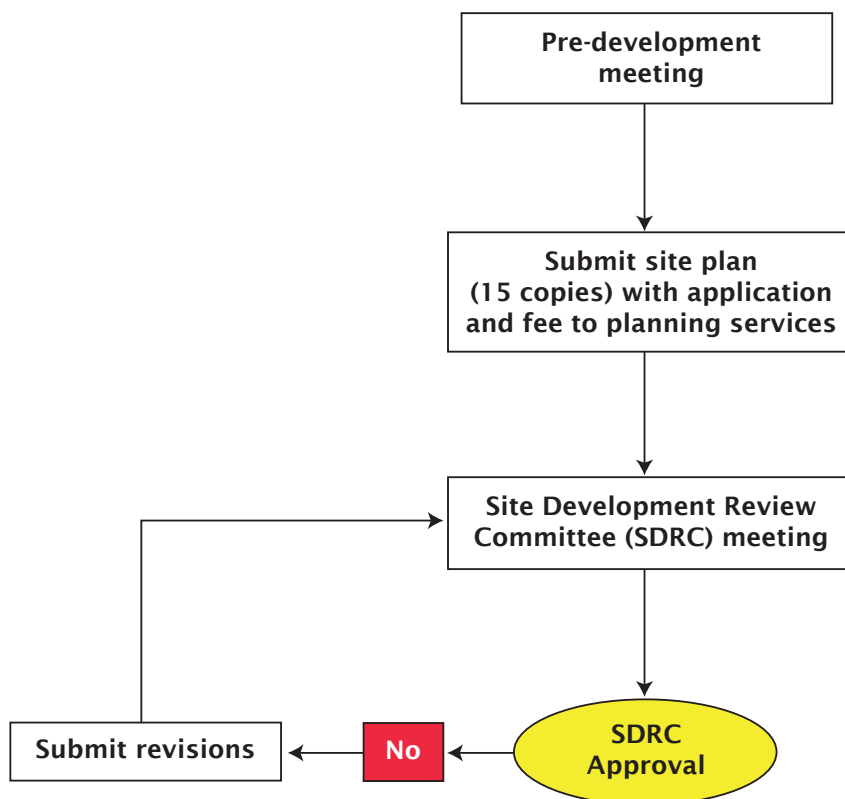 Pre-development
meeting
Submit site plan
(15 copies) with application
and fee to planning services
Site Development Review
Committee (SDRC) meeting
SDRC
Approval
No
Submit revisions